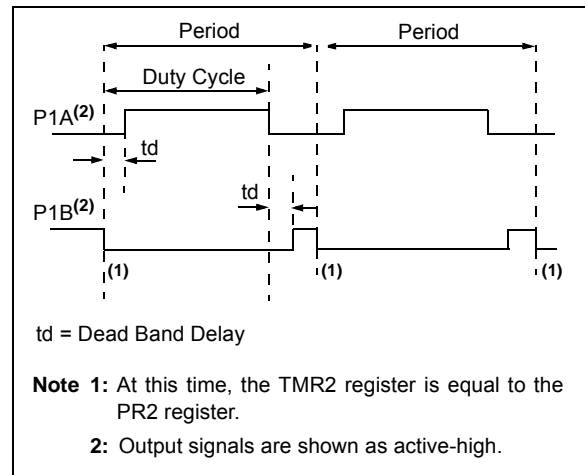 Period Period
Duty Cycle
P1A(2)
td
td
P1B(2)
(1) (1) (1)
td = Dead Band Delay
Note 1: At this time, the TMR2 register is equal to the
PR2 register.
2: Output signals are shown as active-high.